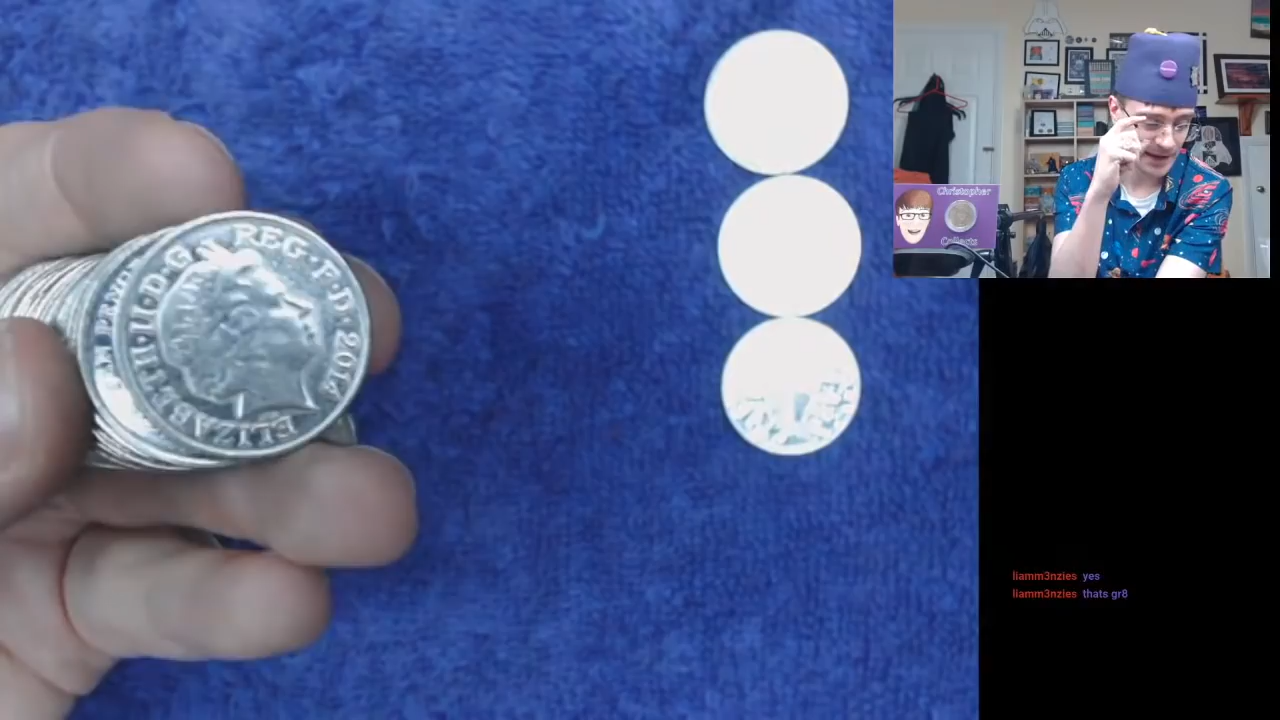 ELIZABETH·II·D·G·REG·F·D·2014
Christopher
Collects
liamm3nzies yes
liamm3nzies thats gr8